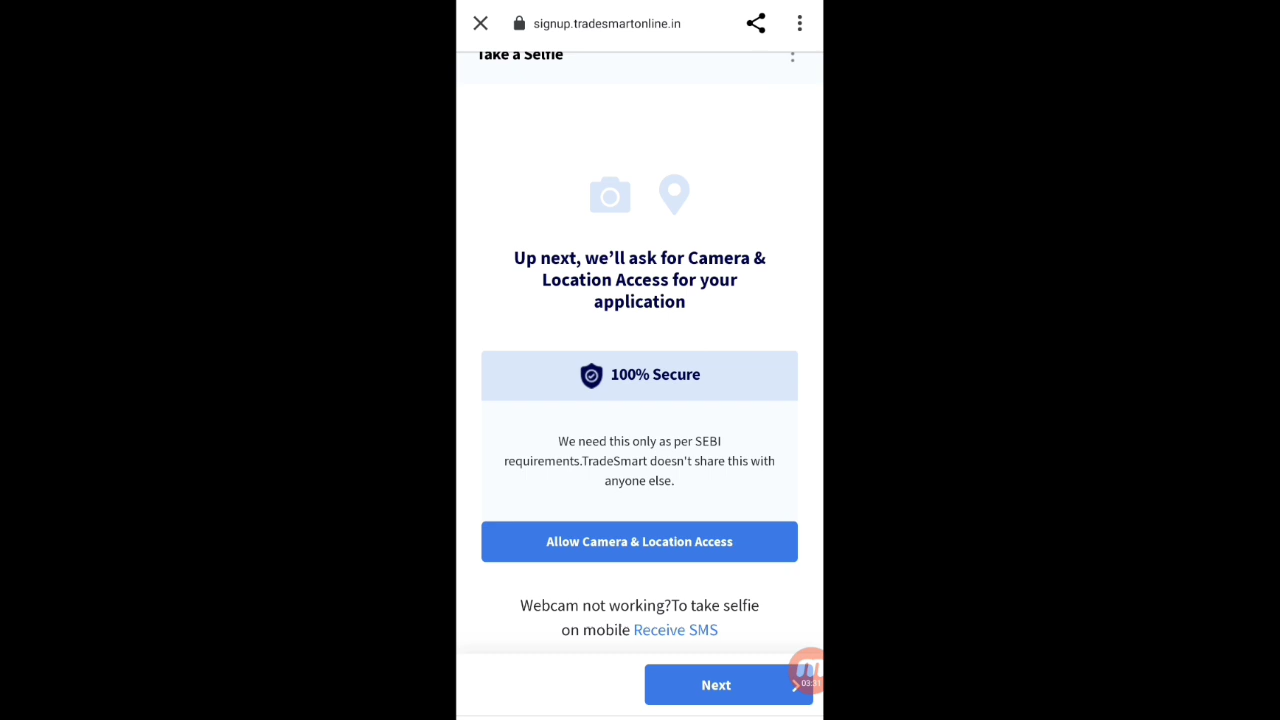 signup.tradesmartonline.in
Take a Selfie
Up next, we’ll ask for Camera &
Location Access for your
application
100% Secure
We need this only as per SEBI
requirements.TradeSmart doesn't share this with
anyone else.
Allow Camera & Location Access
Webcam not working?To take selfie
on mobile Receive SMS
Next
03:31